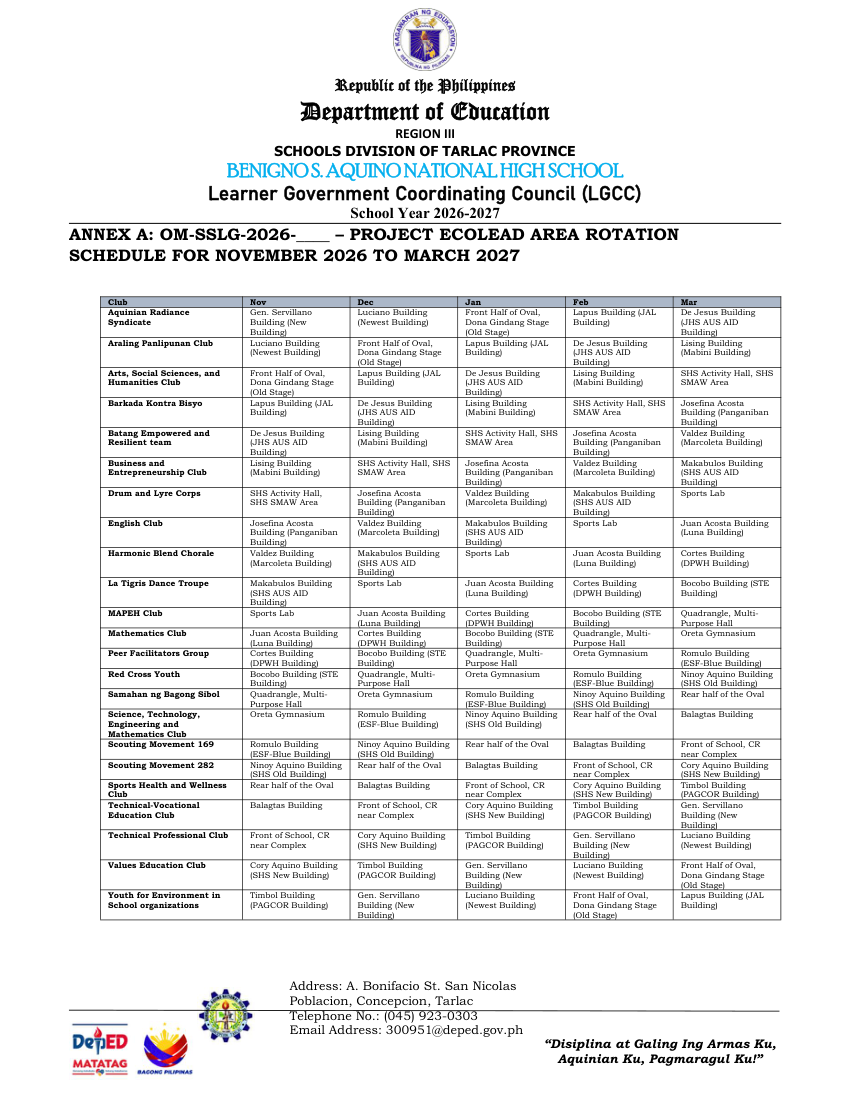 KAGAWARAN NG EDUKASYON
REPUBLIKA NG PILIPINAS
Republic of the Philippines
Department of Education
REGION III
SCHOOLS DIVISION OF TARLAC PROVINCE
BENIGNO S. AQUINO NATIONAL HIGH SCHOOL
Learner Government Coordinating Council (LGCC)
School Year 2026-2027
ANNEX A: OM-SSLG-2026-____ – PROJECT ECOLEAD AREA ROTATION
SCHEDULE FOR NOVEMBER 2026 TO MARCH 2027
Club Nov Dec Jan Feb Mar
Aquinian Radiance Gen. Servillano Luciano Building Front Half of Oval, Lapus Building (JAL De Jesus Building
Syndicate Building (New (Newest Building) Dona Gindang Stage Building) (JHS AUS AID
Building) (Old Stage) Building)
Araling Panlipunan Club Luciano Building Front Half of Oval, Lapus Building (JAL De Jesus Building Lising Building
(Newest Building) Dona Gindang Stage Building) (JHS AUS AID (Mabini Building)
(Old Stage) Building)
Arts, Social Sciences, and Front Half of Oval, Lapus Building (JAL De Jesus Building Lising Building SHS Activity Hall, SHS
Humanities Club Dona Gindang Stage Building) (JHS AUS AID (Mabini Building) SMAW Area
(Old Stage) Building)
Barkada Kontra Bisyo Lapus Building (JAL De Jesus Building Lising Building SHS Activity Hall, SHS Josefina Acosta
Building) (JHS AUS AID (Mabini Building) SMAW Area Building (Panganiban
Building) Building)
Batang Empowered and De Jesus Building Lising Building SHS Activity Hall, SHS Josefina Acosta Valdez Building
Resilient team (JHS AUS AID (Mabini Building) SMAW Area Building (Panganiban (Marcoleta Building)
Building) Building)
Business and Lising Building SHS Activity Hall, SHS Josefina Acosta Valdez Building Makabulos Building
Entrepreneurship Club (Mabini Building) SMAW Area Building (Panganiban (Marcoleta Building) (SHS AUS AID
Building) Building)
Drum and Lyre Corps SHS Activity Hall, Josefina Acosta Valdez Building Makabulos Building Sports Lab
SHS SMAW Area Building (Panganiban (Marcoleta Building) (SHS AUS AID
Building) Building)
English Club Josefina Acosta Valdez Building Makabulos Building Sports Lab Juan Acosta Building
Building (Panganiban (Marcoleta Building) (SHS AUS AID (Luna Building)
Building) Building)
Harmonic Blend Chorale Valdez Building Makabulos Building Sports Lab Juan Acosta Building Cortes Building
(Marcoleta Building) (SHS AUS AID (Luna Building) (DPWH Building)
Building)
La Tigris Dance Troupe Makabulos Building Sports Lab Juan Acosta Building Cortes Building Bocobo Building (STE
(SHS AUS AID (Luna Building) (DPWH Building) Building)
Building)
MAPEH Club Sports Lab Juan Acosta Building Cortes Building Bocobo Building (STE Quadrangle, Multi-
(Luna Building) (DPWH Building) Building) Purpose Hall
Mathematics Club Juan Acosta Building Cortes Building Bocobo Building (STE Quadrangle, Multi- Oreta Gymnasium
(Luna Building) (DPWH Building) Building) Purpose Hall
Peer Facilitators Group Cortes Building Bocobo Building (STE Quadrangle, Multi- Oreta Gymnasium Romulo Building
(DPWH Building) Building) Purpose Hall (ESF-Blue Building)
Red Cross Youth Bocobo Building (STE Quadrangle, Multi- Oreta Gymnasium Romulo Building Ninoy Aquino Building
Building) Purpose Hall (ESF-Blue Building) (SHS Old Building)
Samahan ng Bagong Sibol Quadrangle, Multi- Oreta Gymnasium Romulo Building Ninoy Aquino Building Rear half of the Oval
Purpose Hall (ESF-Blue Building) (SHS Old Building)
Science, Technology, Oreta Gymnasium Romulo Building Ninoy Aquino Building Rear half of the Oval Balagtas Building
Engineering and (ESF-Blue Building) (SHS Old Building)
Mathematics Club
Scouting Movement 169 Romulo Building Ninoy Aquino Building Rear half of the Oval Balagtas Building Front of School, CR
(ESF-Blue Building) (SHS Old Building) near Complex
Scouting Movement 282 Ninoy Aquino Building Rear half of the Oval Balagtas Building Front of School, CR Cory Aquino Building
(SHS Old Building) near Complex (SHS New Building)
Sports Health and Wellness Rear half of the Oval Balagtas Building Front of School, CR Cory Aquino Building Timbol Building
Club near Complex (SHS New Building) (PAGCOR Building)
Technical-Vocational Balagtas Building Front of School, CR Cory Aquino Building Timbol Building Gen. Servillano
Education Club near Complex (SHS New Building) (PAGCOR Building) Building (New
Building)
Technical Professional Club Front of School, CR Cory Aquino Building Timbol Building Gen. Servillano Luciano Building
near Complex (SHS New Building) (PAGCOR Building) Building (New (Newest Building)
Building)
Values Education Club Cory Aquino Building Timbol Building Gen. Servillano Luciano Building Front Half of Oval,
(SHS New Building) (PAGCOR Building) Building (New (Newest Building) Dona Gindang Stage
Building) (Old Stage)
Youth for Environment in Timbol Building Gen. Servillano Luciano Building Front Half of Oval, Lapus Building (JAL
School organizations (PAGCOR Building) Building (New (Newest Building) Dona Gindang Stage Building)
Building) (Old Stage)
Address: A. Bonifacio St. San Nicolas
Poblacion, Concepcion, Tarlac
Telephone No.: (045) 923-0303
Email Address: 300951@deped.gov.ph
DepED
MATATAG
BAGONG PILIPINAS
“Disiplina at Galing Ing Armas Ku,
Aquinian Ku, Pagmaragul Ku!”